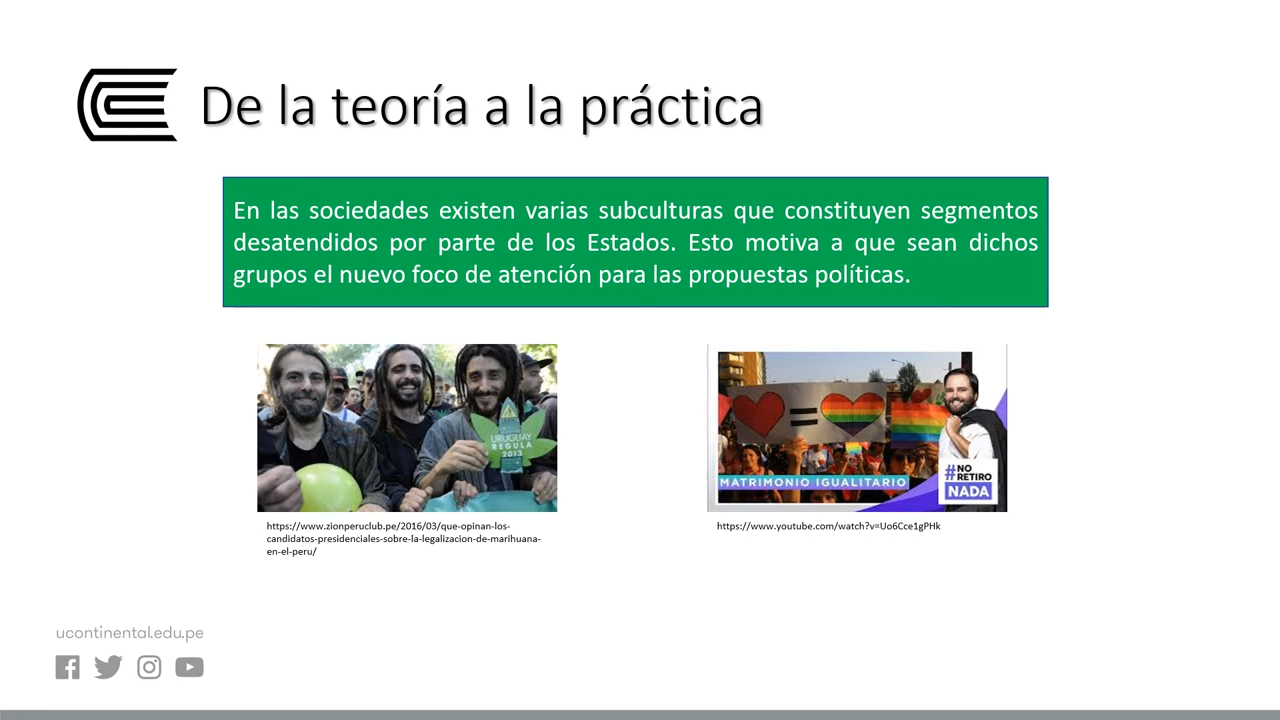 De la teoría a la práctica
En las sociedades existen varias subculturas que constituyen segmentos
desatendidos por parte de los Estados. Esto motiva a que sean dichos
grupos el nuevo foco de atención para las propuestas políticas.
URUGUAY
REGULA
2013
MATRIMONIO IGUALITARIO
#NO
RETIRO
NADA
https://www.zionperuclub.pe/2016/03/que-opinan-los-
candidatos-presidenciales-sobre-la-legalizacion-de-marihuana-
en-el-peru/
https://www.youtube.com/watch?v=Uo6Cce1gPHk
ucontinental.edu.pe